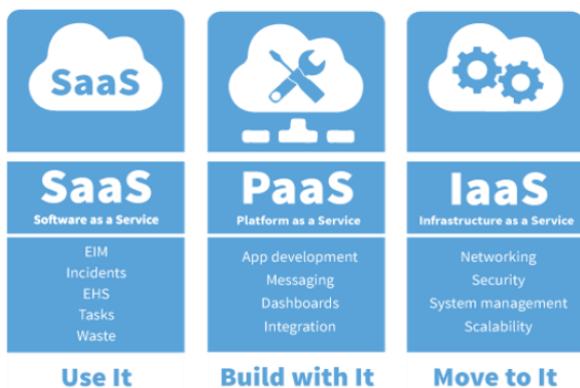 SaaS
SaaS
Software as a Service
EIM
Incidents
EHS
Tasks
Waste
Use It
PaaS
Platform as a Service
App development
Messaging
Dashboards
Integration
Build with It
IaaS
Infrastructure as a Service
Networking
Security
System management
Scalability
Move to It